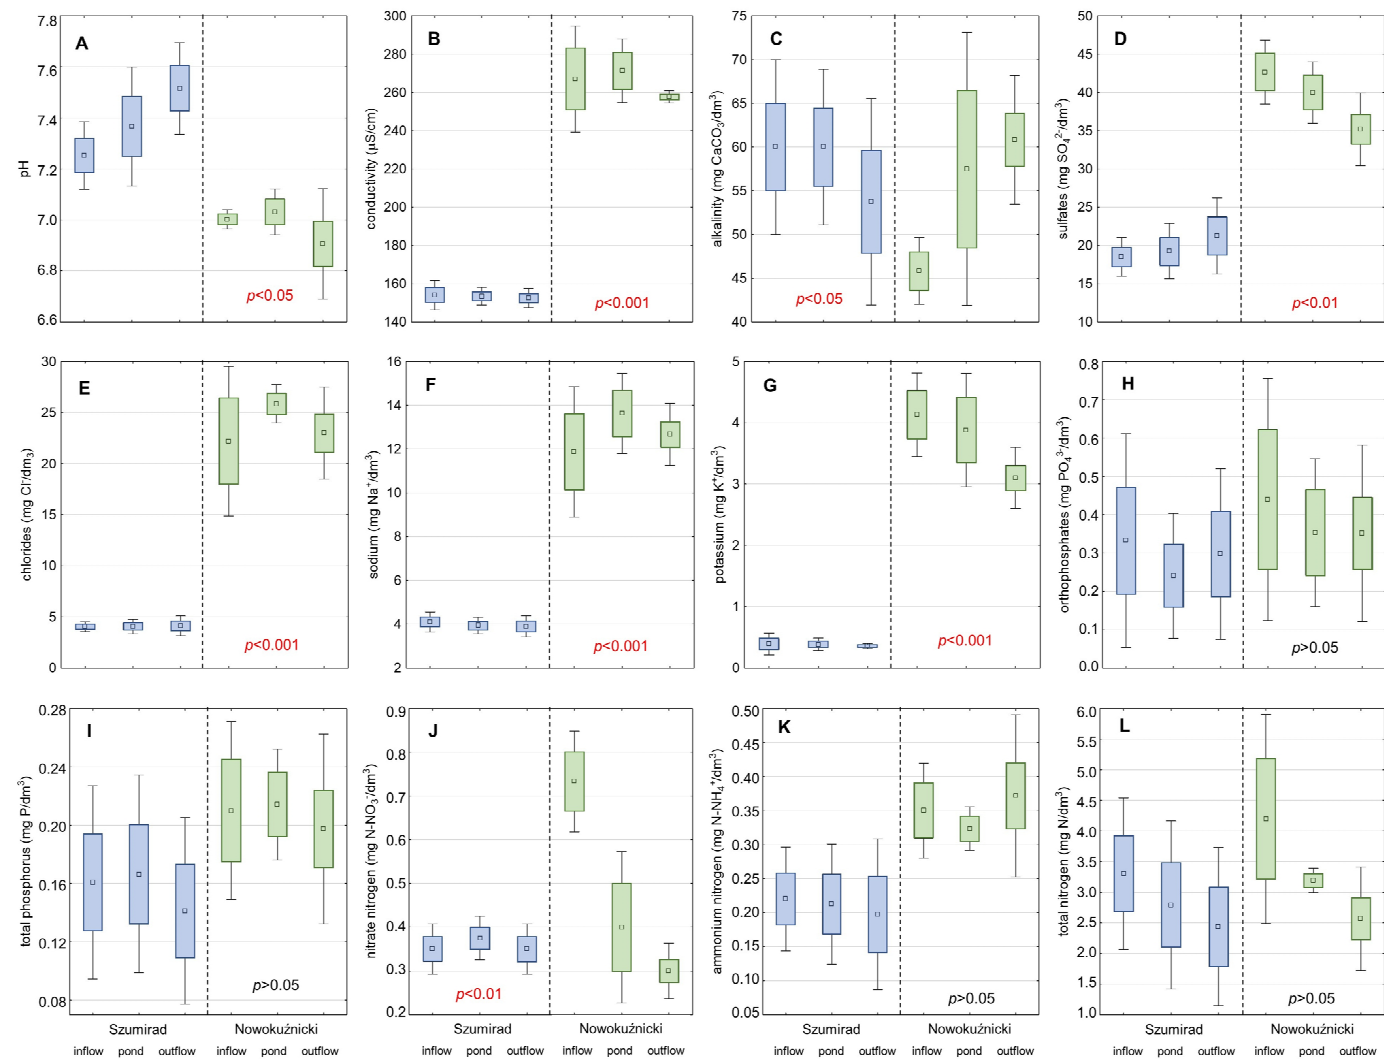 A
pH
7.8
7.6
7.4
7.2
7.0
6.8
6.6
p<0.05
B
conductivity (µS/cm)
300
280
260
240
220
200
180
160
140
p<0.001
C
alkalinity (mg CaCO3/dm3)
75
70
65
60
55
50
45
40
p<0.05
D
sulfates (mg SO4 2-/dm3)
50
45
40
35
30
25
20
15
10
p<0.01
E
chlorides (mg Cl-/dm3)
30
25
20
15
10
5
0
p<0.001
F
sodium (mg Na+/dm3)
16
14
12
10
8
6
4
2
p<0.001
G
potassium (mg K+/dm3)
5
4
3
2
1
0
p<0.001
H
orthophosphates (mg PO4 3-/dm3)
0.8
0.7
0.6
0.5
0.4
0.3
0.2
0.1
0.0
p>0.05
I
total phosphorus (mg P/dm3)
0.28
0.24
0.20
0.16
0.12
0.08
p>0.05
J
nitrate nitrogen (mg N-NO3-/dm3)
0.9
0.8
0.7
0.6
0.5
0.4
0.3
0.2
p<0.01
K
ammonium nitrogen (mg N-NH4+/dm3)
0.50
0.45
0.40
0.35
0.30
0.25
0.20
0.15
0.10
0.05
p>0.05
L
total nitrogen (mg N/dm3)
6.0
5.5
5.0
4.5
4.0
3.5
3.0
2.5
2.0
1.5
1.0
p>0.05
Szumirad Nowokuźnicki Szumirad Nowokuźnicki Szumirad Nowokuźnicki Szumirad Nowokuźnicki
inflow pond outflow inflow pond outflow inflow pond outflow inflow pond outflow inflow pond outflow inflow pond outflow inflow pond outflow inflow pond outflow